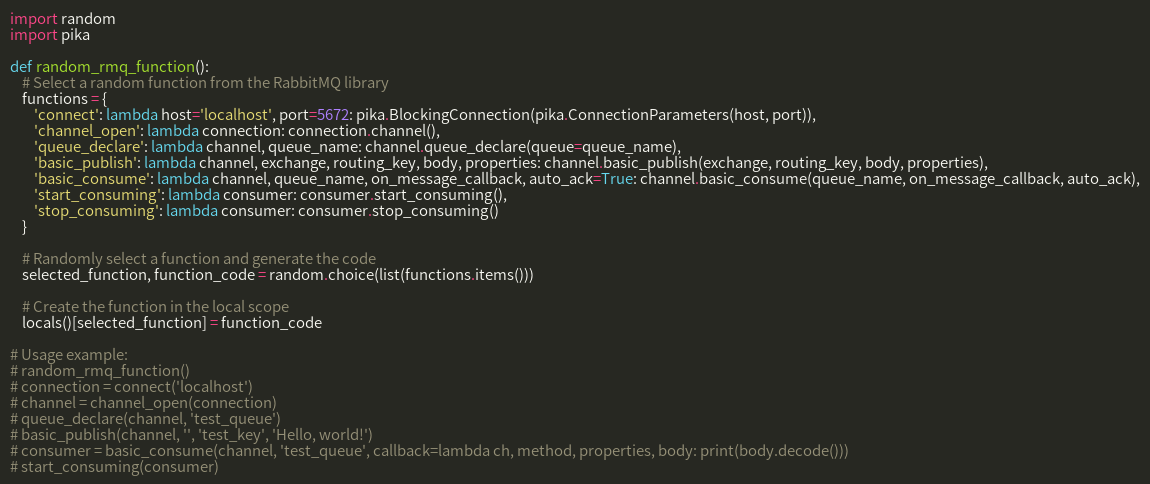 import random
import pika

def random_rmq_function():
    # Select a random function from the RabbitMQ library
    functions = {
        'connect': lambda host='localhost', port=5672: pika.BlockingConnection(pika.ConnectionParameters(host, port)),
        'channel_open': lambda connection: connection.channel(),
        'queue_declare': lambda channel, queue_name: channel.queue_declare(queue=queue_name),
        'basic_publish': lambda channel, exchange, routing_key, body, properties: channel.basic_publish(exchange, routing_key, body, properties),
        'basic_consume': lambda channel, queue_name, on_message_callback, auto_ack=True: channel.basic_consume(queue_name, on_message_callback, auto_ack),
        'start_consuming': lambda consumer: consumer.start_consuming(),
        'stop_consuming': lambda consumer: consumer.stop_consuming()
    }

    # Randomly select a function and generate the code
    selected_function, function_code = random.choice(list(functions.items()))

    # Create the function in the local scope
    locals()[selected_function] = function_code

# Usage example:
# random_rmq_function()
# connection = connect('localhost')
# channel = channel_open(connection)
# queue_declare(channel, 'test_queue')
# basic_publish(channel, '', 'test_key', 'Hello, world!')
# consumer = basic_consume(channel, 'test_queue', callback=lambda ch, method, properties, body: print(body.decode()))
# start_consuming(consumer)